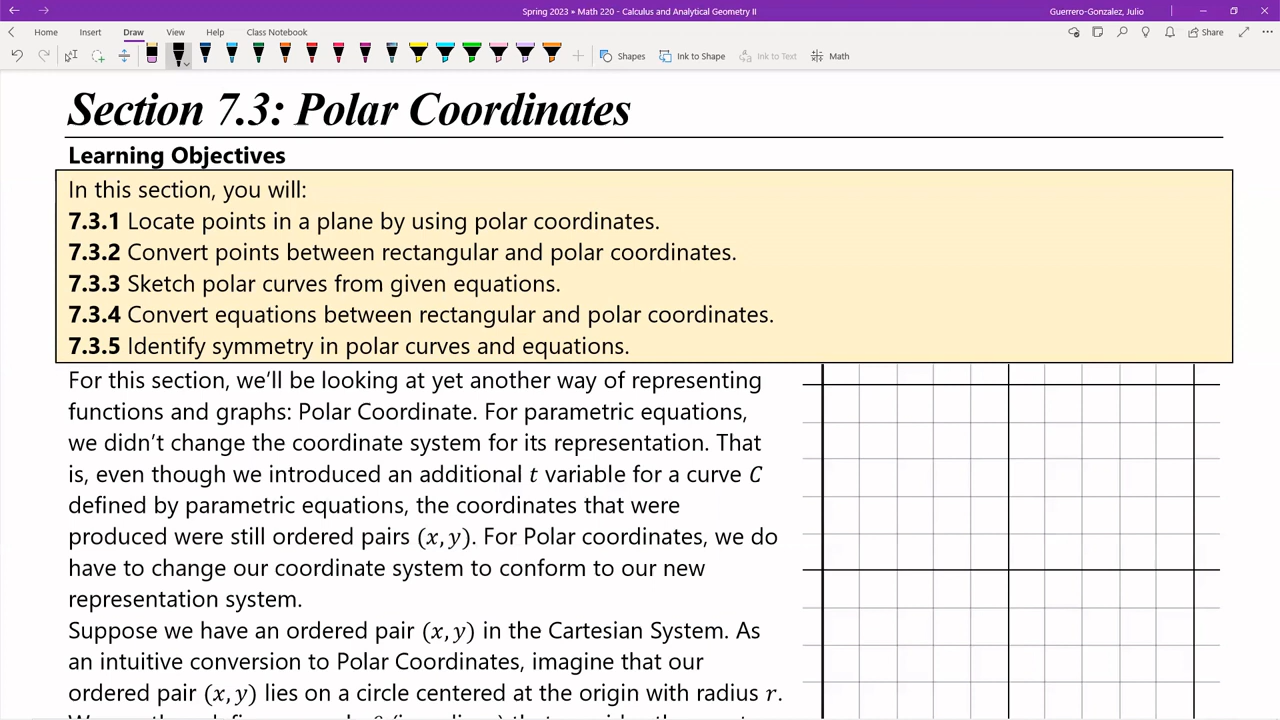 Spring 2023 » Math 220 - Calculus and Analytical Geometry II
Guerrero-Gonzalez, Julio
Home Insert Draw View Help Class Notebook
Share
Shapes Ink to Shape Ink to Text Math
Section 7.3: Polar Coordinates
Learning Objectives
In this section, you will:
7.3.1 Locate points in a plane by using polar coordinates.
7.3.2 Convert points between rectangular and polar coordinates.
7.3.3 Sketch polar curves from given equations.
7.3.4 Convert equations between rectangular and polar coordinates.
7.3.5 Identify symmetry in polar curves and equations.
For this section, we'll be looking at yet another way of representing
functions and graphs: Polar Coordinate. For parametric equations,
we didn't change the coordinate system for its representation. That
is, even though we introduced an additional t variable for a curve C
defined by parametric equations, the coordinates that were
produced were still ordered pairs (x, y). For Polar coordinates, we do
have to change our coordinate system to conform to our new
representation system.
Suppose we have an ordered pair (x, y) in the Cartesian System. As
an intuitive conversion to Polar Coordinates, imagine that our
ordered pair (x, y) lies on a circle centered at the origin with radius r.